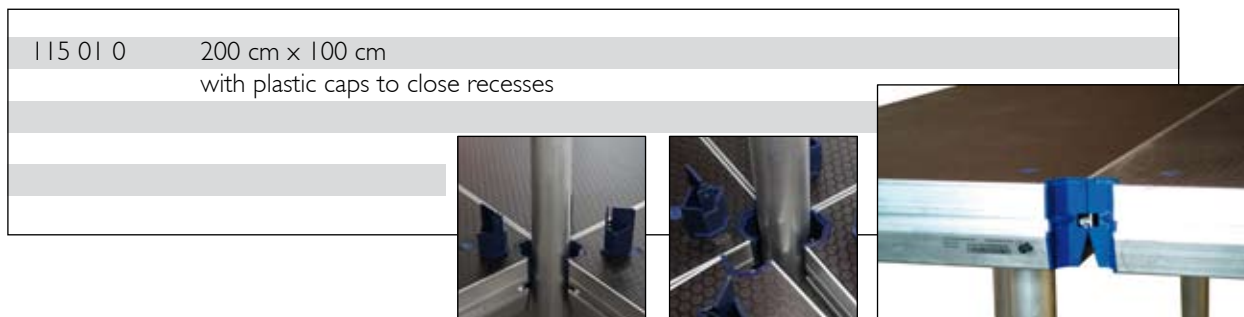 115 01 0 200 cm x 100 cm
with plastic caps to close recesses